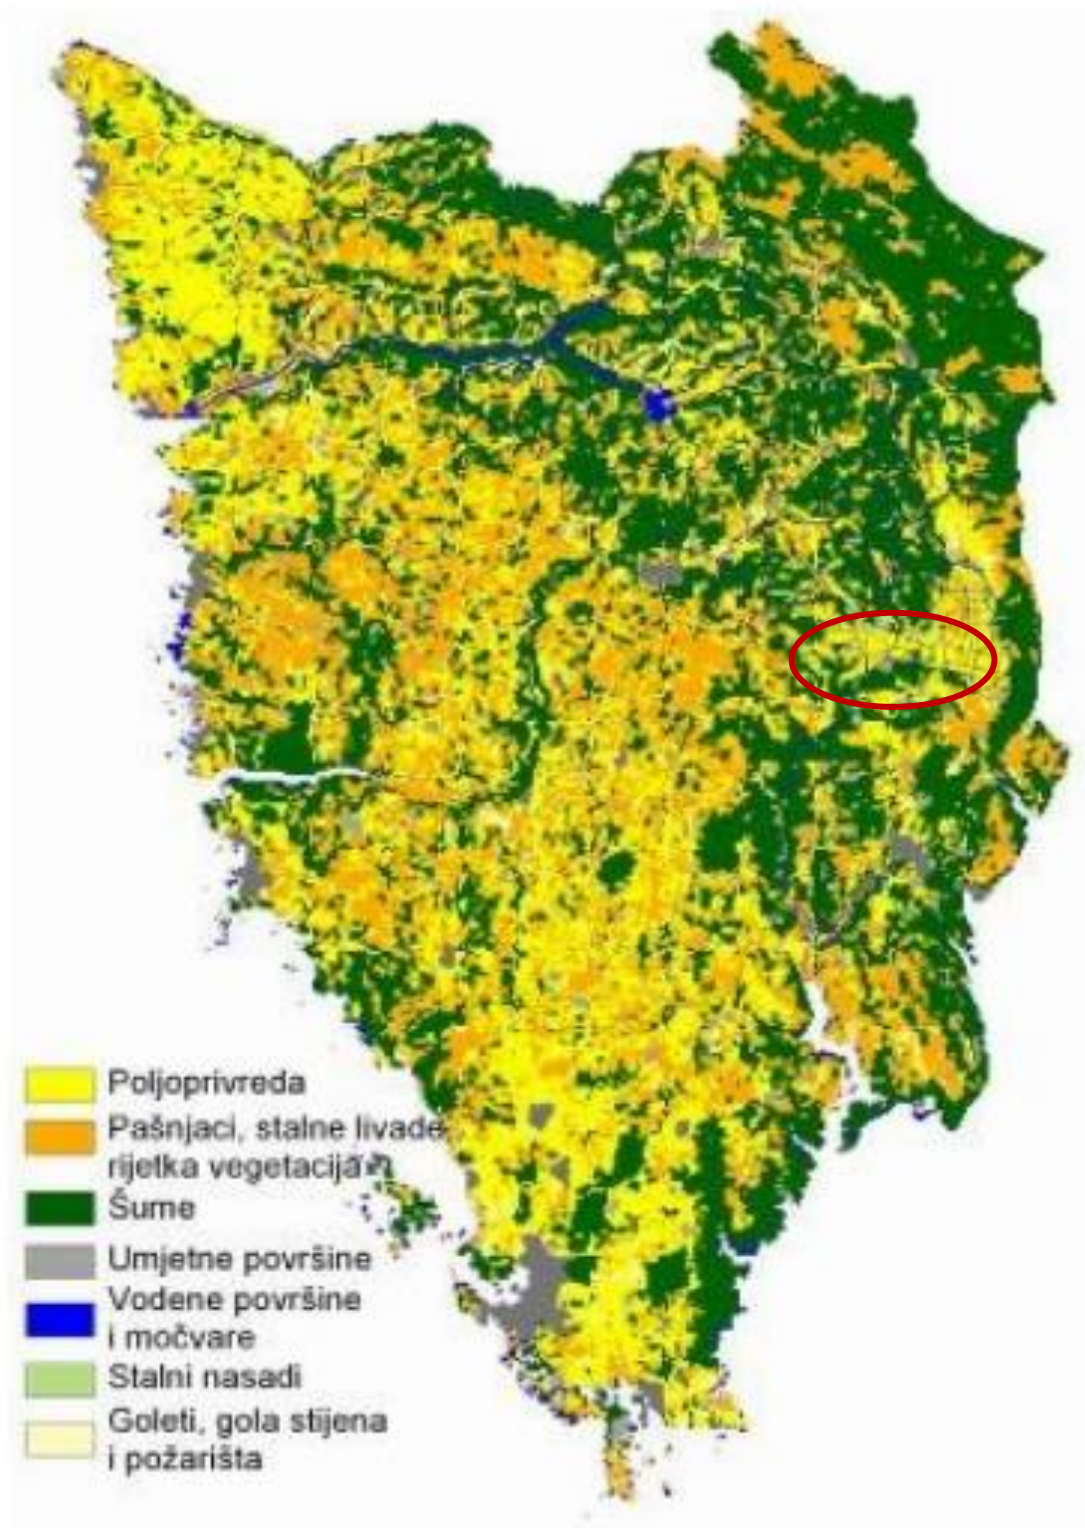 Poljoprivreda
Pašnjaci, stalne livade
rijetka vegetacija
Šume
Umjetne površine
Vodene površine
i močvare
Stalni nasadi
Goleti, gola stijena
i požarišta